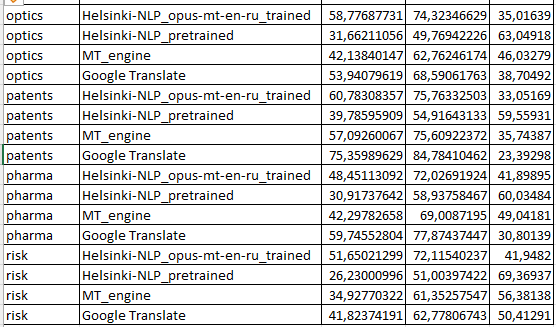 optics Helsinki-NLP_opus-mt-en-ru_trained 58,77687731 74,32346629 35,01639
optics Helsinki-NLP_pretrained 31,66211056 49,76942226 63,04918
optics MT_engine 42,13840147 62,76246174 46,03279
optics Google Translate 53,94079619 68,59061763 38,70492
patents Helsinki-NLP_opus-mt-en-ru_trained 60,78308357 75,76332503 33,05169
patents Helsinki-NLP_pretrained 39,78595909 54,91643133 59,55931
patents MT_engine 57,09260067 75,60922372 35,74387
patents Google Translate 75,35989629 84,78410462 23,39298
pharma Helsinki-NLP_opus-mt-en-ru_trained 48,45113092 72,02691924 41,89895
pharma Helsinki-NLP_pretrained 30,91737642 58,93758467 60,03484
pharma MT_engine 42,29782658 69,0087195 49,04181
pharma Google Translate 59,74552804 77,87437447 30,80139
risk Helsinki-NLP_opus-mt-en-ru_trained 51,65021299 72,11540237 41,9482
risk Helsinki-NLP_pretrained 26,23000996 51,00397422 69,36937
risk MT_engine 34,92770322 61,35257547 56,38138
risk Google Translate 41,82374191 62,77806743 50,41291